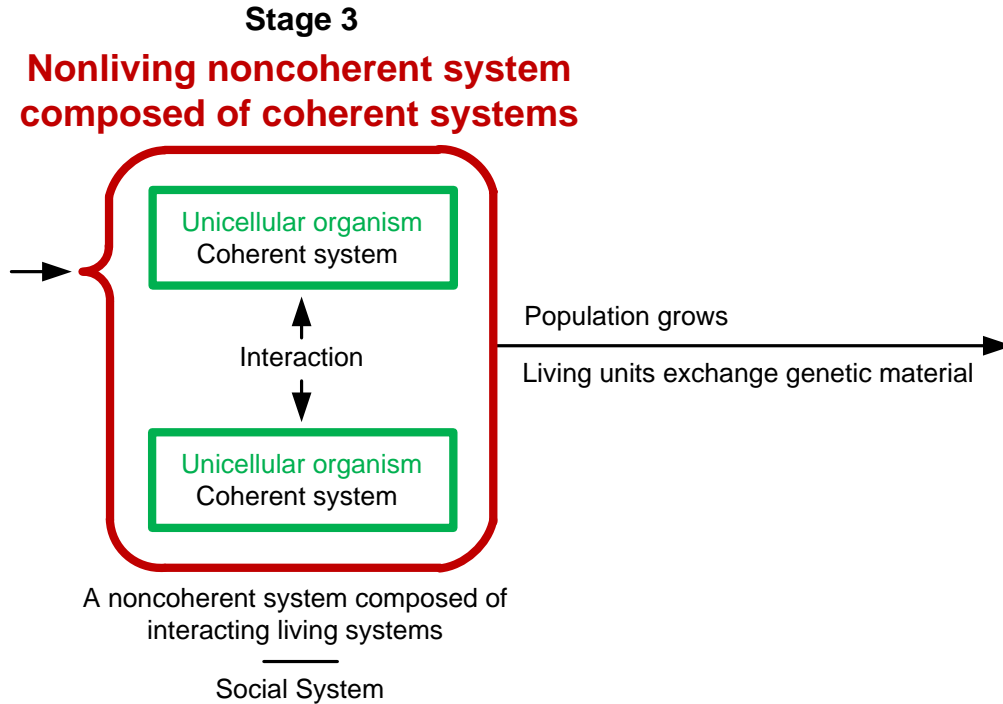 Stage 3
Nonliving noncoherent system
composed of coherent systems
Unicellular organism
Coherent system
Interaction
Unicellular organism
Coherent system
Population grows
Living units exchange genetic material
A noncoherent system composed of
interacting living systems
Social System